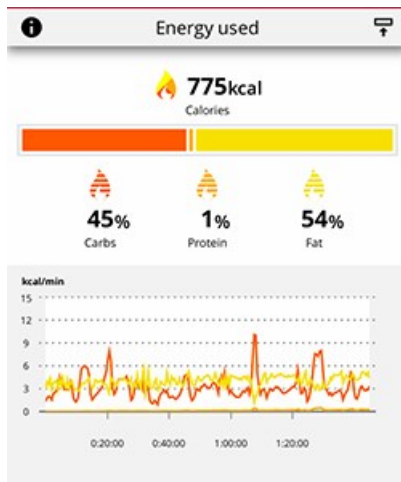 Energy used
775kcal
Calories
45% 1% 54%
Carbs Protein Fat
kcal/min
15
12
9
6
3
0
0:20:00 0:40:00 1:00:00 1:20:00